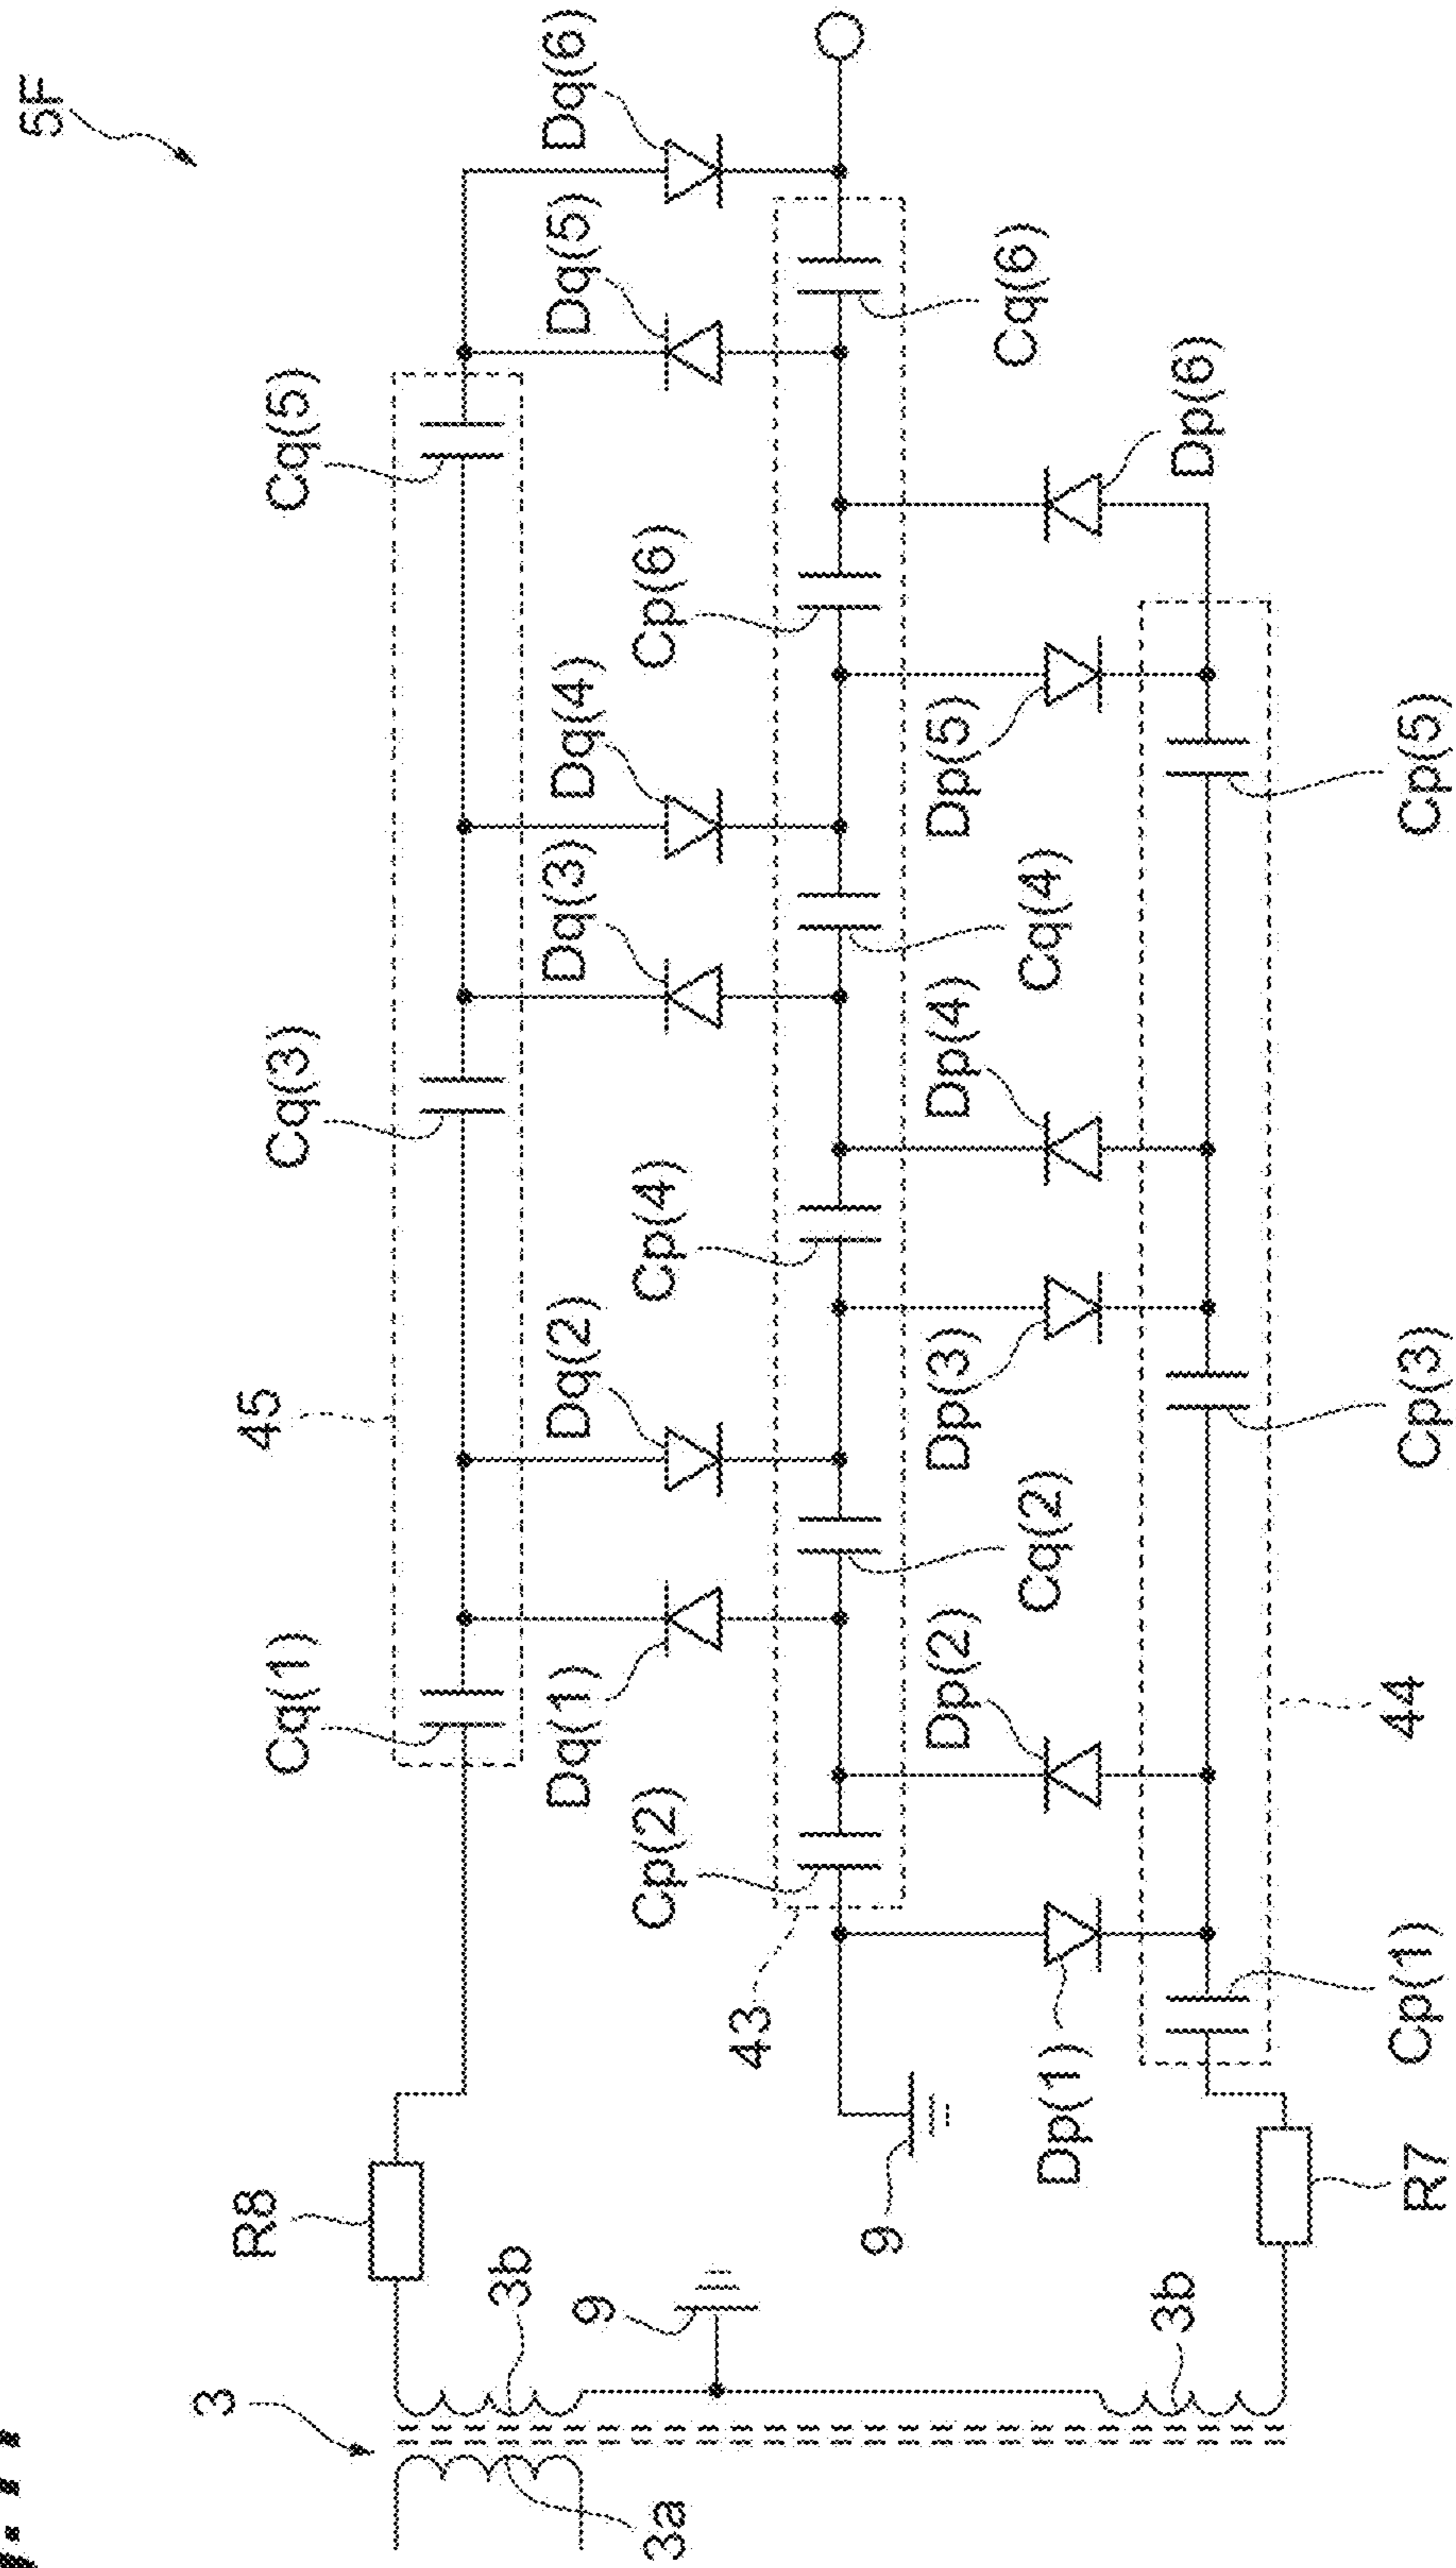 5F
Cq(1)
45
Cq(3)
Cq(5)
R8
Dq(1)
Dq(2)
Dq(3)
Dq(4)
Dq(5)
Dq(6)
3
3b
9
Cp(2)
Cp(4)
Cp(6)
3a
43
9
Dp(2)
Dp(3)
Dp(4)
Dp(5)
Cq(2)
Cq(4)
Cq(6)
Dp(1)
3b
Dp(6)
R7
Cp(1)
44
Cp(3)
Cp(5)